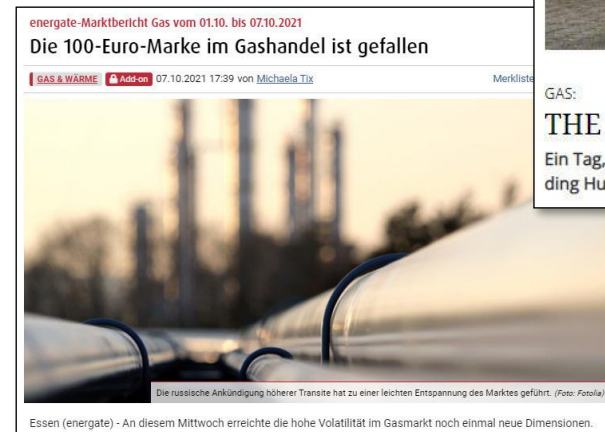 energate-Marktbericht Gas vom 01.10. bis 07.10.2021
Die 100-Euro-Marke im Gashandel ist gefallen
GAS & WÄRME Add-on 07.10.2021 17:39 von Michaela Tix Merkliste
Die russische Ankündigung höherer Transite hat zu einer leichten Entspannung des Marktes geführt. (Foto: Fotolia)
Essen (energate) - An diesem Mittwoch erreichte die hohe Volatilität im Gasmarkt noch einmal neue Dimensionen.
GAS:
THE
Ein Tag,
ding Hu